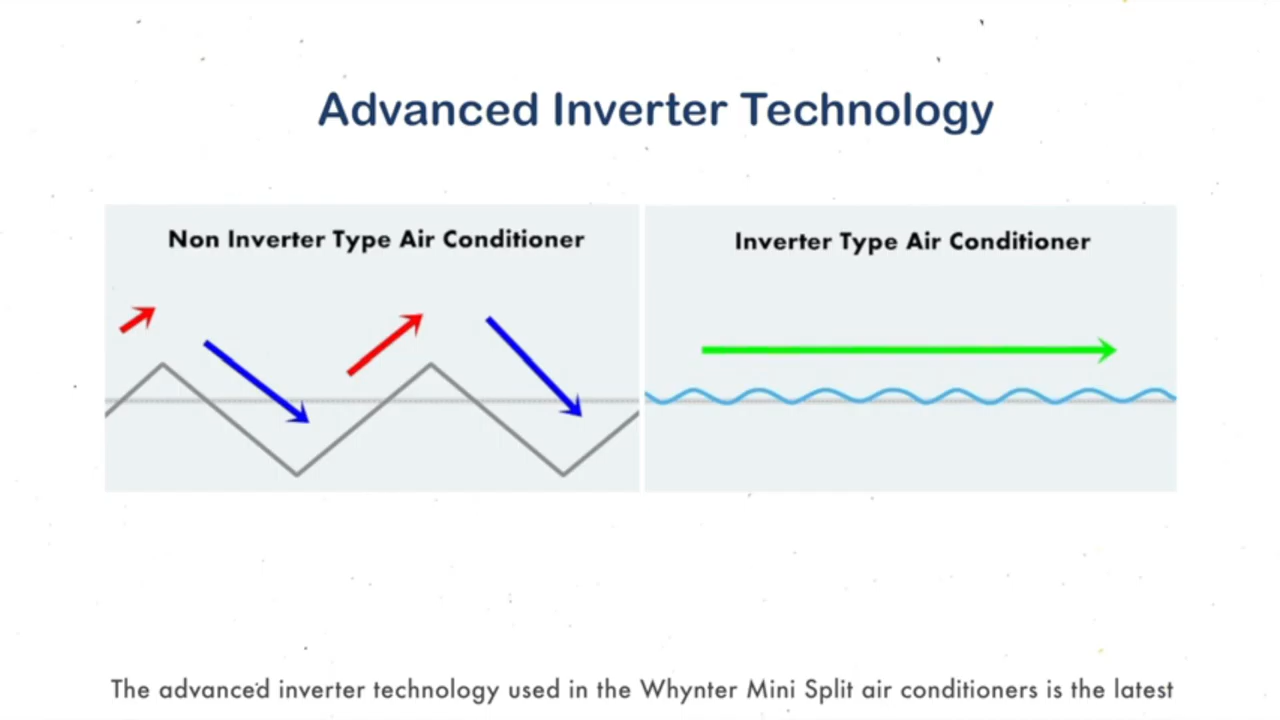 Advanced Inverter Technology
Non Inverter Type Air Conditioner
Inverter Type Air Conditioner
The advanced inverter technology used in the Whynter Mini Split air conditioners is the latest